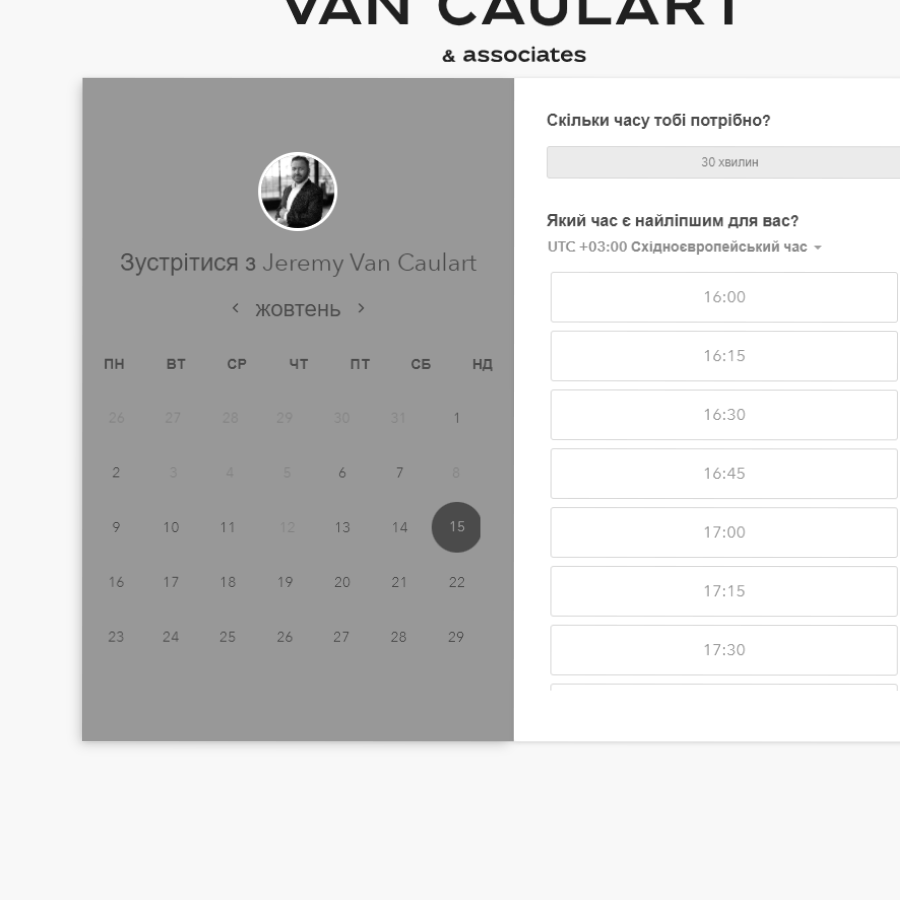 VAN CAULART
& associates
Зустрітися з Jeremy Van Caulart
жовтень
ПН ВТ СР ЧТ ПТ СБ НД
26 27 28 29 30 31 1
2 3 4 5 6 7 8
9 10 11 12 13 14 15
16 17 18 19 20 21 22
23 24 25 26 27 28 29
Скільки часу тобі потрібно?
30 хвилин
Який час є найліпшим для вас?
UTC +03:00 Східноєвропейський час
16:00
16:15
16:30
16:45
17:00
17:15
17:30